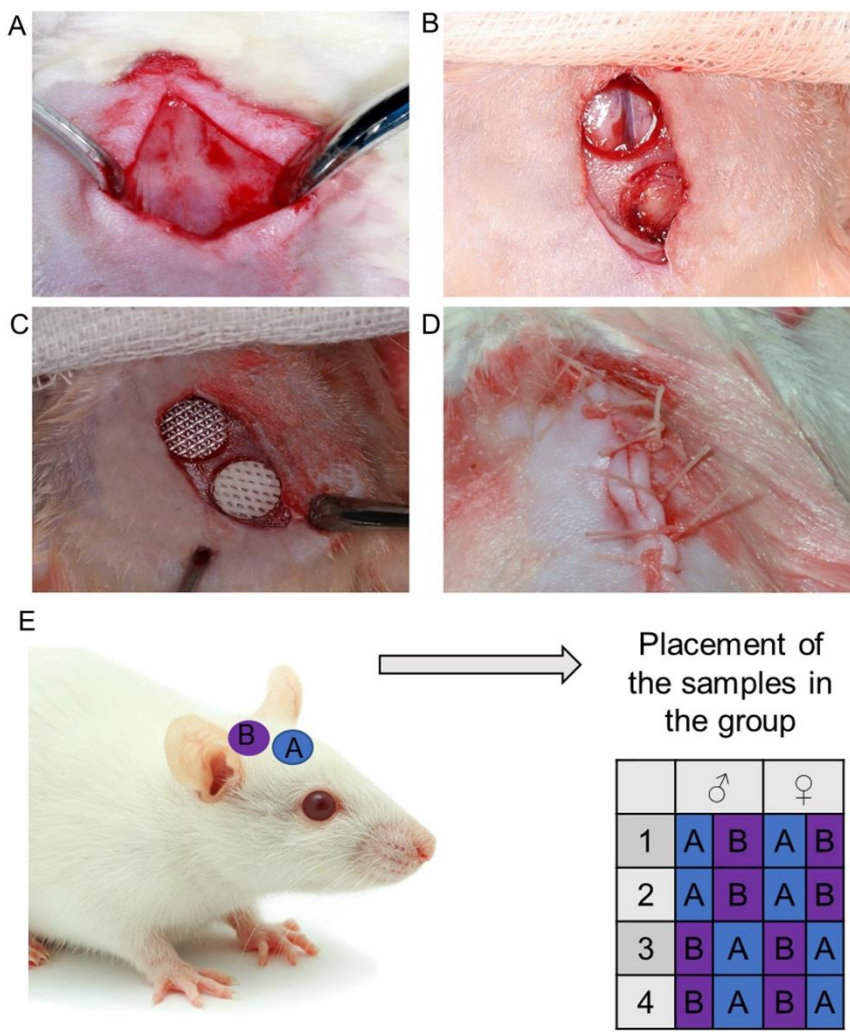 A
B
C
D
E
B
A
Placement of
the samples in
the group
♂ ♀
1 A B A B
2 A B A B
3 B A B A
4 B A B A